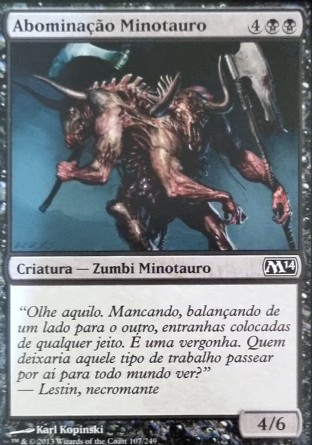 Abominação Minotauro 4
Criatura — Zumbi Minotauro M14
“Olhe aquilo. Mancando, balançando de
um lado para o outro, entranhas colocadas
de qualquer jeito. É uma vergonha. Quem
deixaria aquele tipo de trabalho passear
por aí para todo mundo ver?”
— Lestin, necromante
Karl Kopinski
™ & © 2013 Wizards of the Coast 107/249
4/6